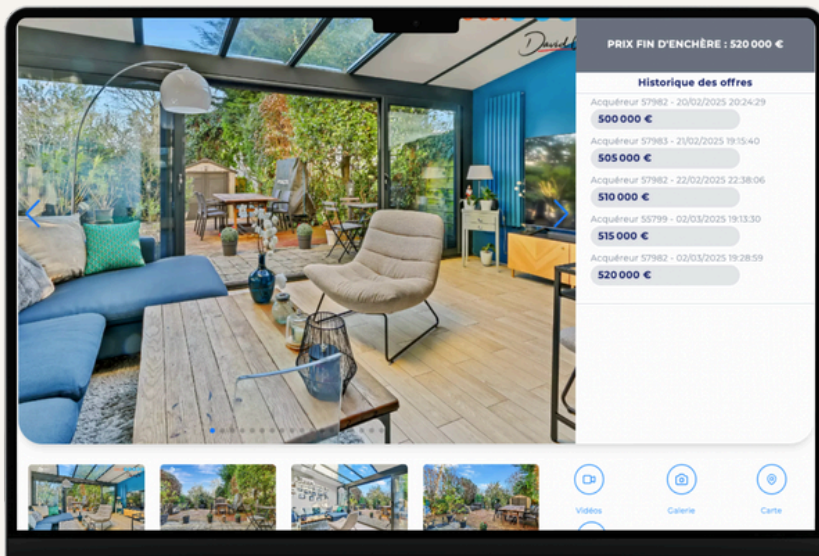 David
PRIX FIN D'ENCHÈRE : 520 000 €
Historique des offres
Acquéreur 57982 - 20/02/2025 20:24:29
500 000 €
Acquéreur 57983 - 21/02/2025 19:15:40
505 000 €
Acquéreur 57982 - 22/02/2025 22:38:06
510 000 €
Acquéreur 55799 - 02/03/2025 19:13:30
515 000 €
Acquéreur 57982 - 02/03/2025 19:28:59
520 000 €
Vidéos
Galerie
Carte